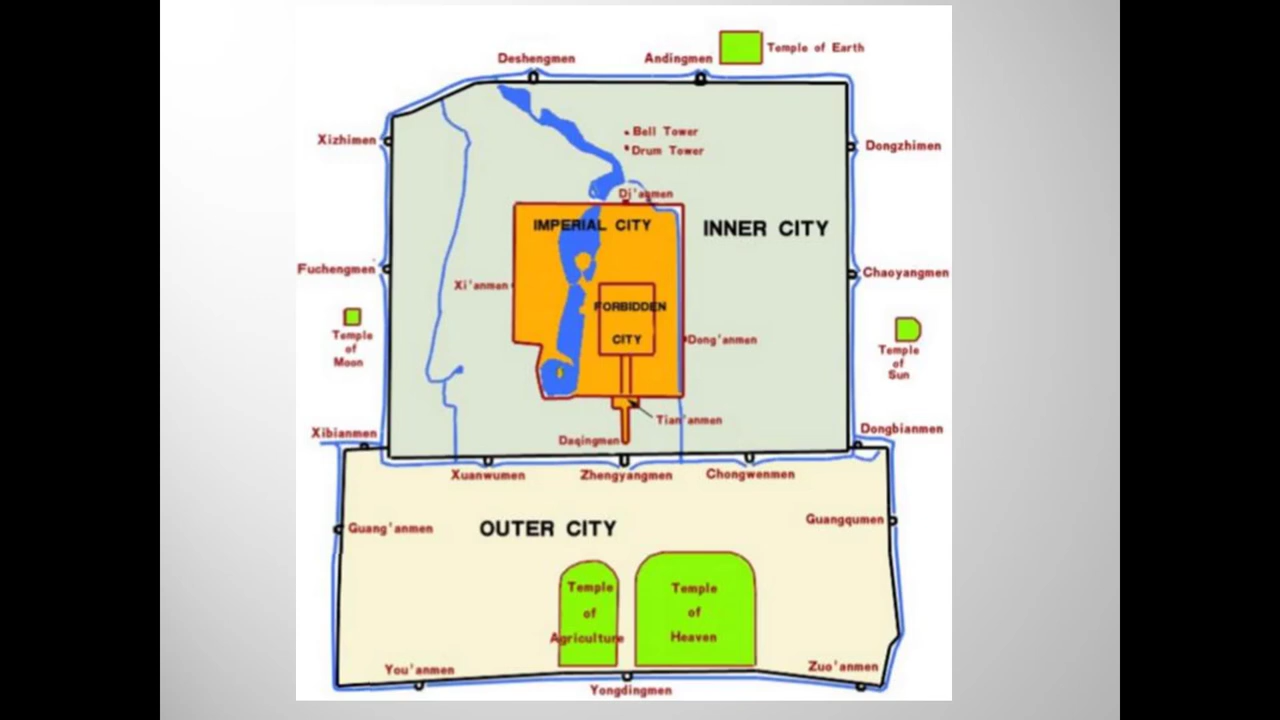 Temple of Earth
Deshengmen
Andingmen
Bell Tower
Drum Tower
Xizhimen
Dongzhimen
Di'anmen
IMPERIAL CITY
INNER CITY
Fuchengmen
Chaoyangmen
Xi'anmen
FORBIDDEN
CITY
Dong'anmen
Temple
of
Moon
Temple
of
Sun
Tian'anmen
Xibianmen
Daqingmen
Dongbianmen
Xuanwumen
Zhengyangmen
Chongwenmen
Guang'anmen
OUTER CITY
Guangqumen
Temple
of
Agriculture
Temple
of
Heaven
You'anmen
Zuo'anmen
Yongdingmen